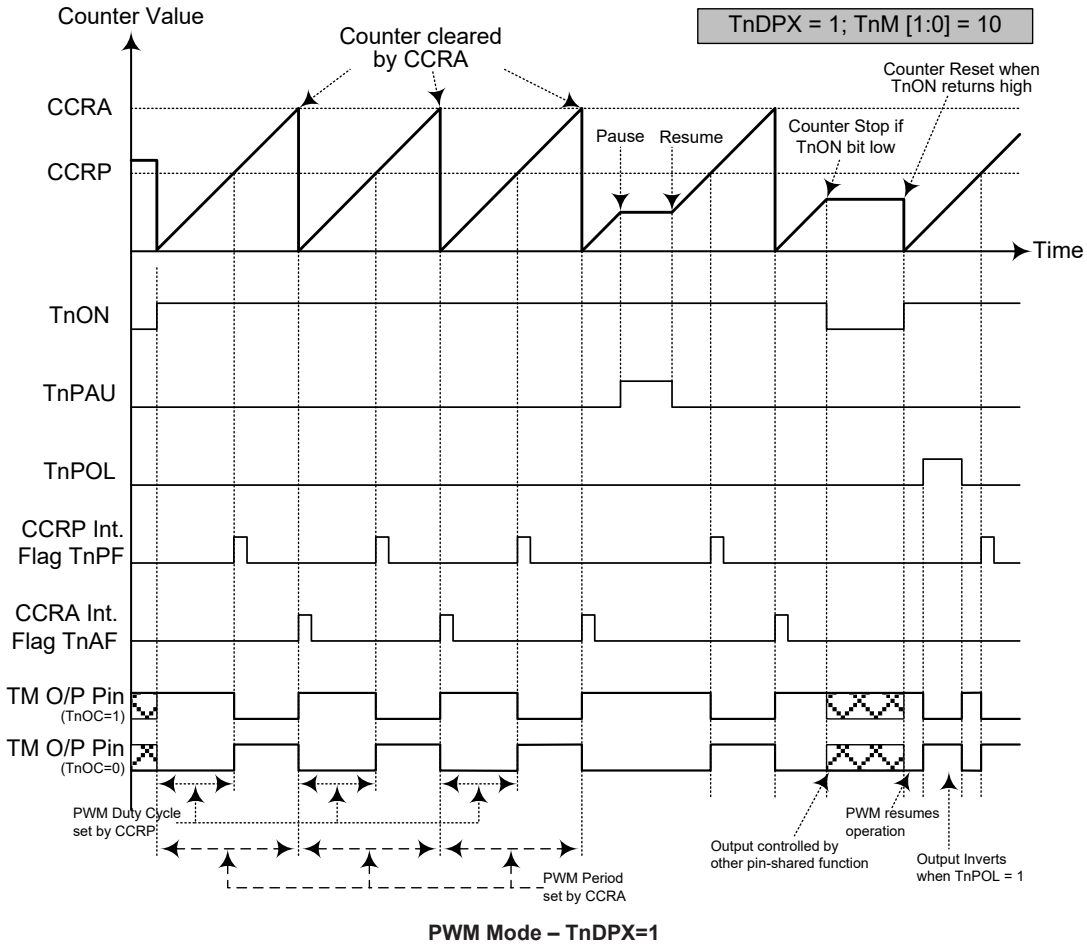 Counter Value
TnDPX = 1; TnM [1:0] = 10
Counter cleared
by CCRA
Counter Reset when
TnON returns high
CCRA
Pause
Resume
Counter Stop if
TnON bit low
CCRP
Time
TnON
TnPAU
TnPOL
CCRP Int.
Flag TnPF
CCRA Int.
Flag TnAF
TM O/P Pin
(TnOC=1)
TM O/P Pin
(TnOC=0)
PWM Duty Cycle
set by CCRP
PWM resumes
operation
Output controlled by
other pin-shared function
Output Inverts
when TnPOL = 1
PWM Period
set by CCRA
PWM Mode – TnDPX=1